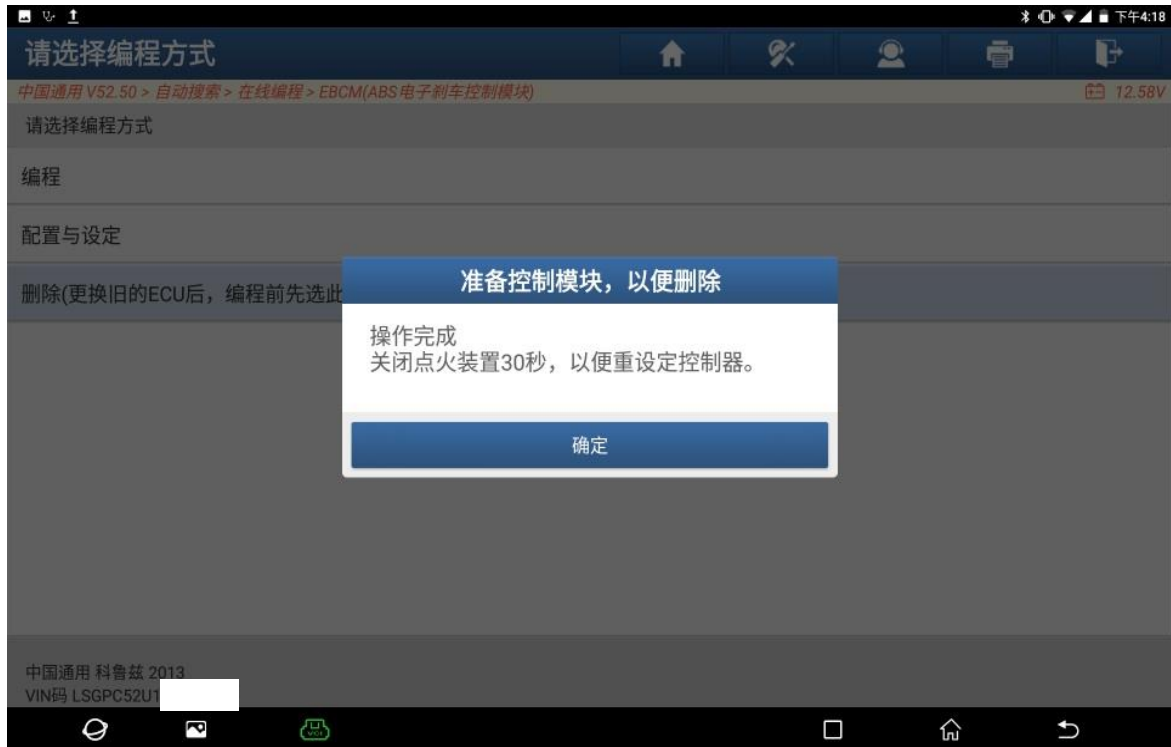 下午4:18
请选择编程方式
中国通用 V52.50 > 自动搜索 > 在线编程 > EBCM(ABS电子刹车控制模块)
12.58V
请选择编程方式
编程
配置与设定
删除(更换旧的ECU后，编程前先选此
准备控制模块，以便删除
操作完成
关闭点火装置30秒，以便重设定控制器。
确定
中国通用 科鲁兹 2013
VIN码 LSGPC52U1
VCI